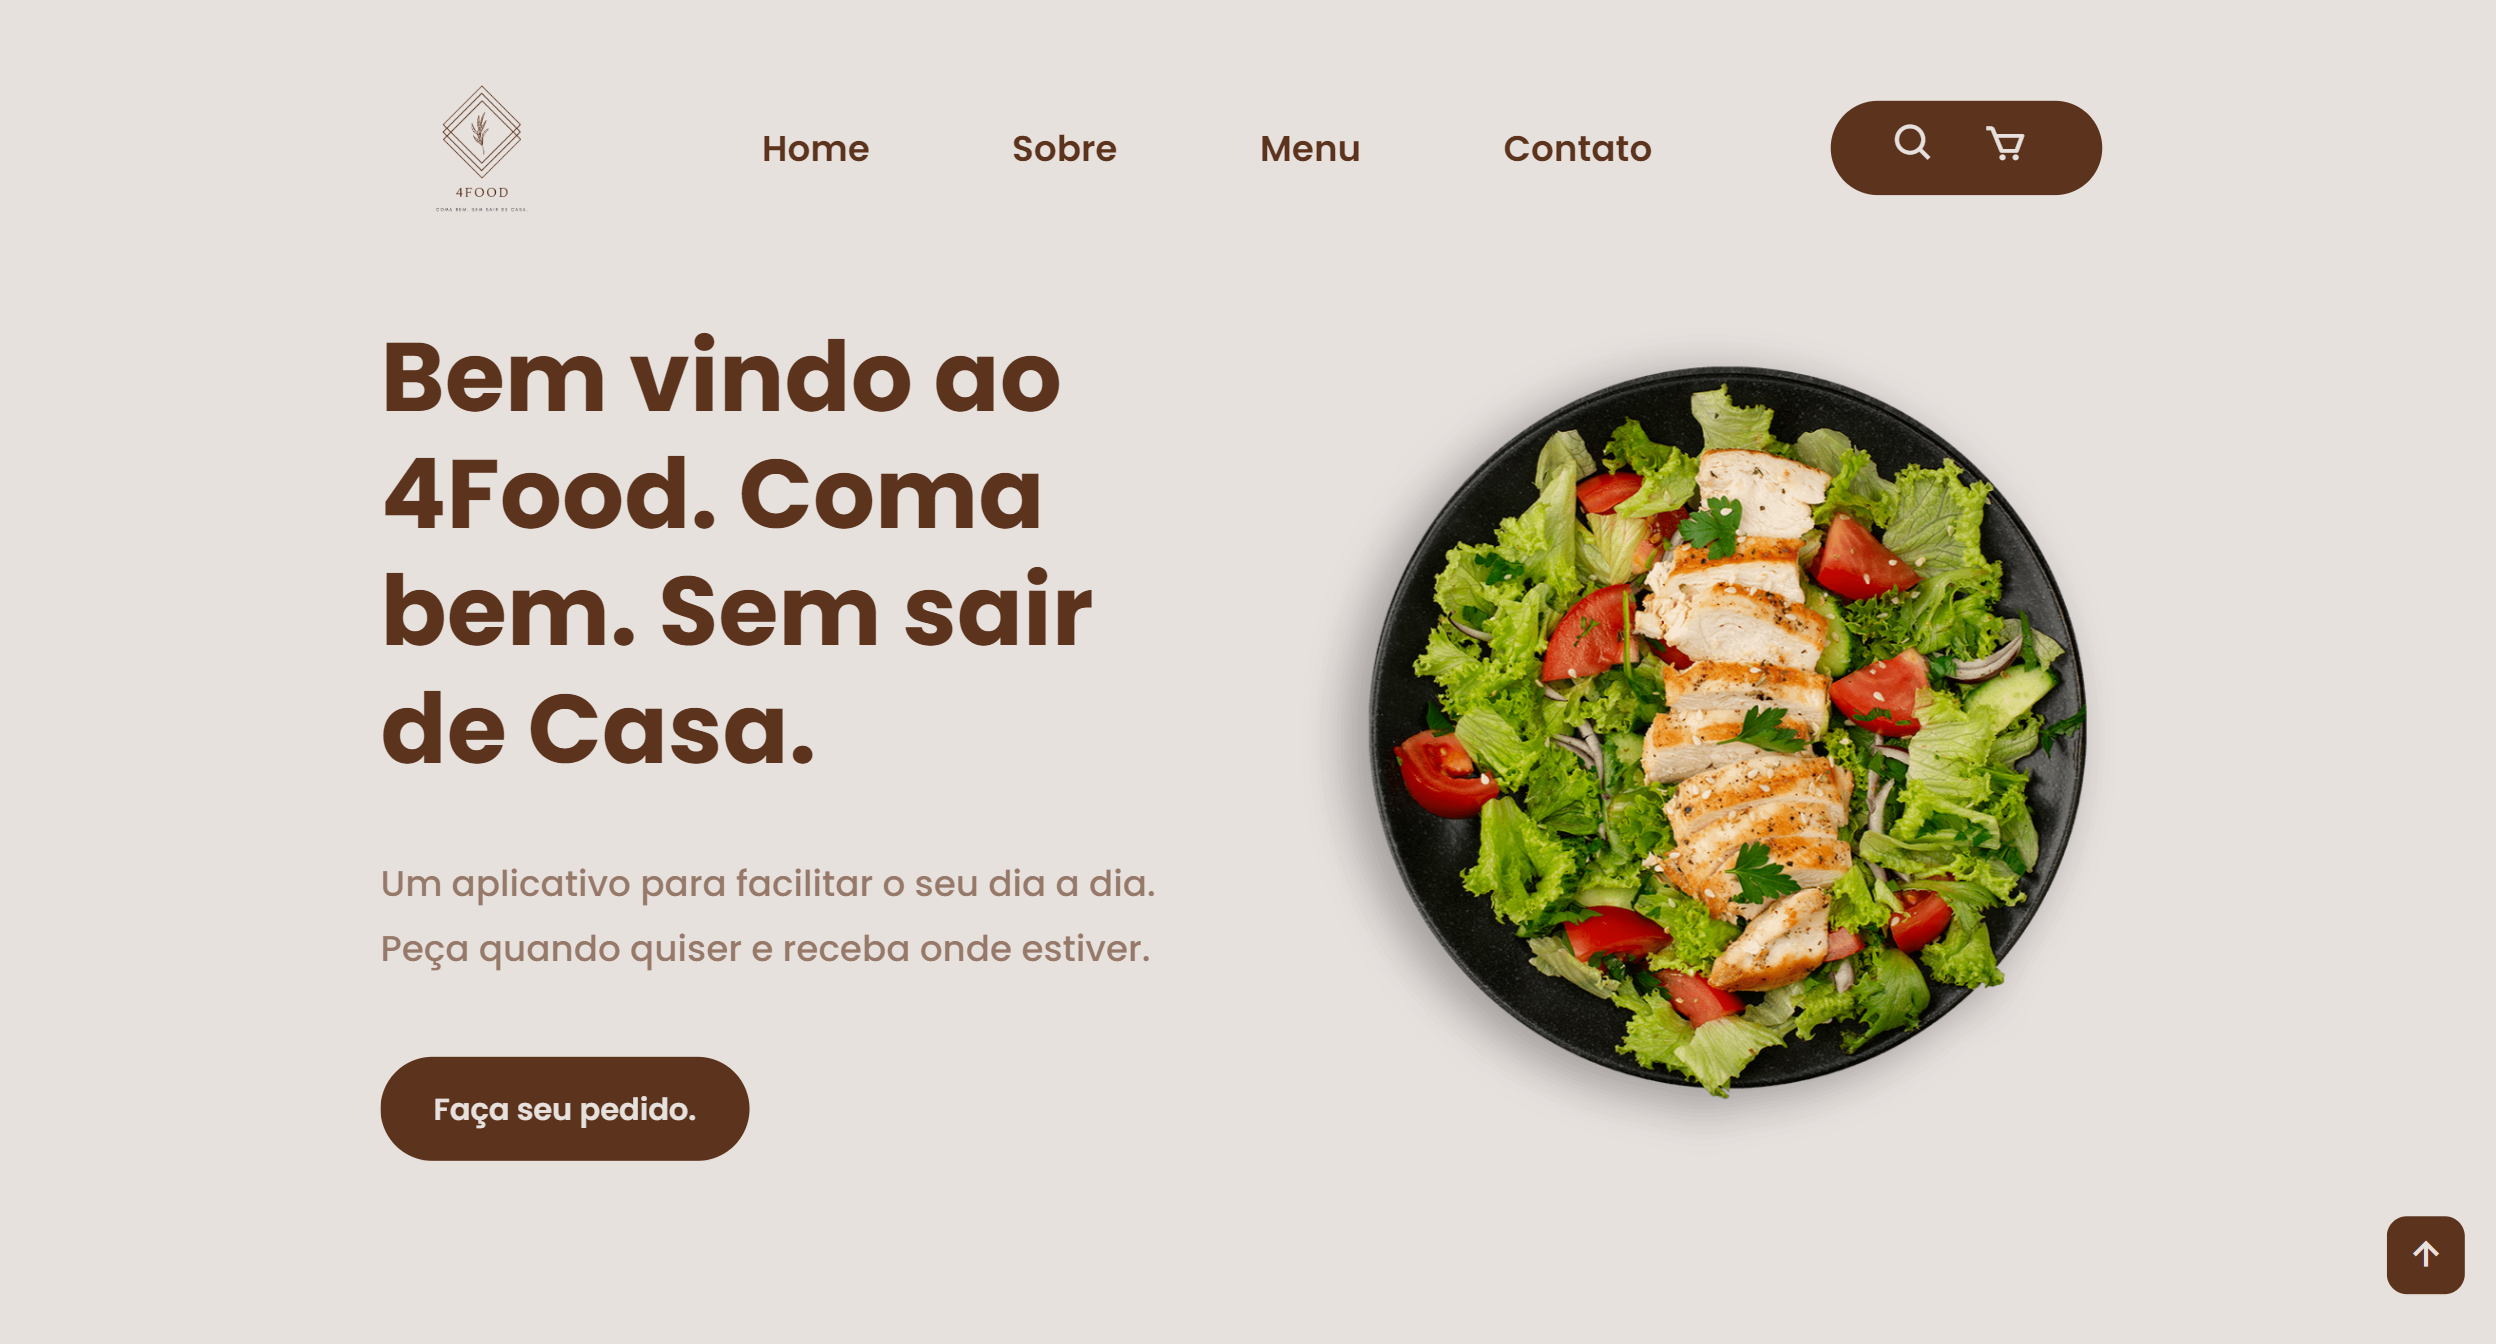 4FOOD
COMA BEM. SEM SAIR DE CASA.
Home
Sobre
Menu
Contato
Bem vindo ao
4Food. Coma
bem. Sem sair
de Casa.
Um aplicativo para facilitar o seu dia a dia.
Peça quando quiser e receba onde estiver.
Faça seu pedido.